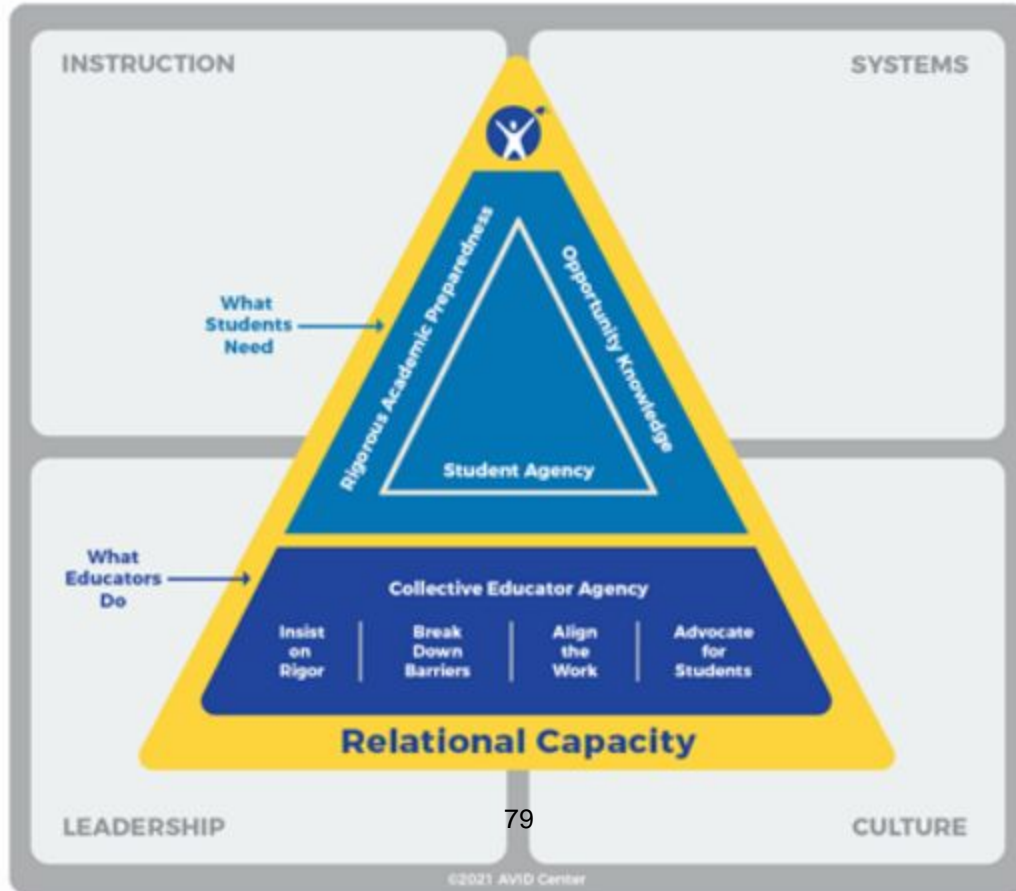 INSTRUCTION
SYSTEMS
Rigorous Academic Preparedness
Opportunity Knowledge
What
Students
Need
Student Agency
What
Educators
Do
Collective Educator Agency
Insist
on
Rigor
Break
Down
Barriers
Align
the
Work
Advocate
for
Students
Relational Capacity
LEADERSHIP
79
CULTURE
©2021 AVID Center